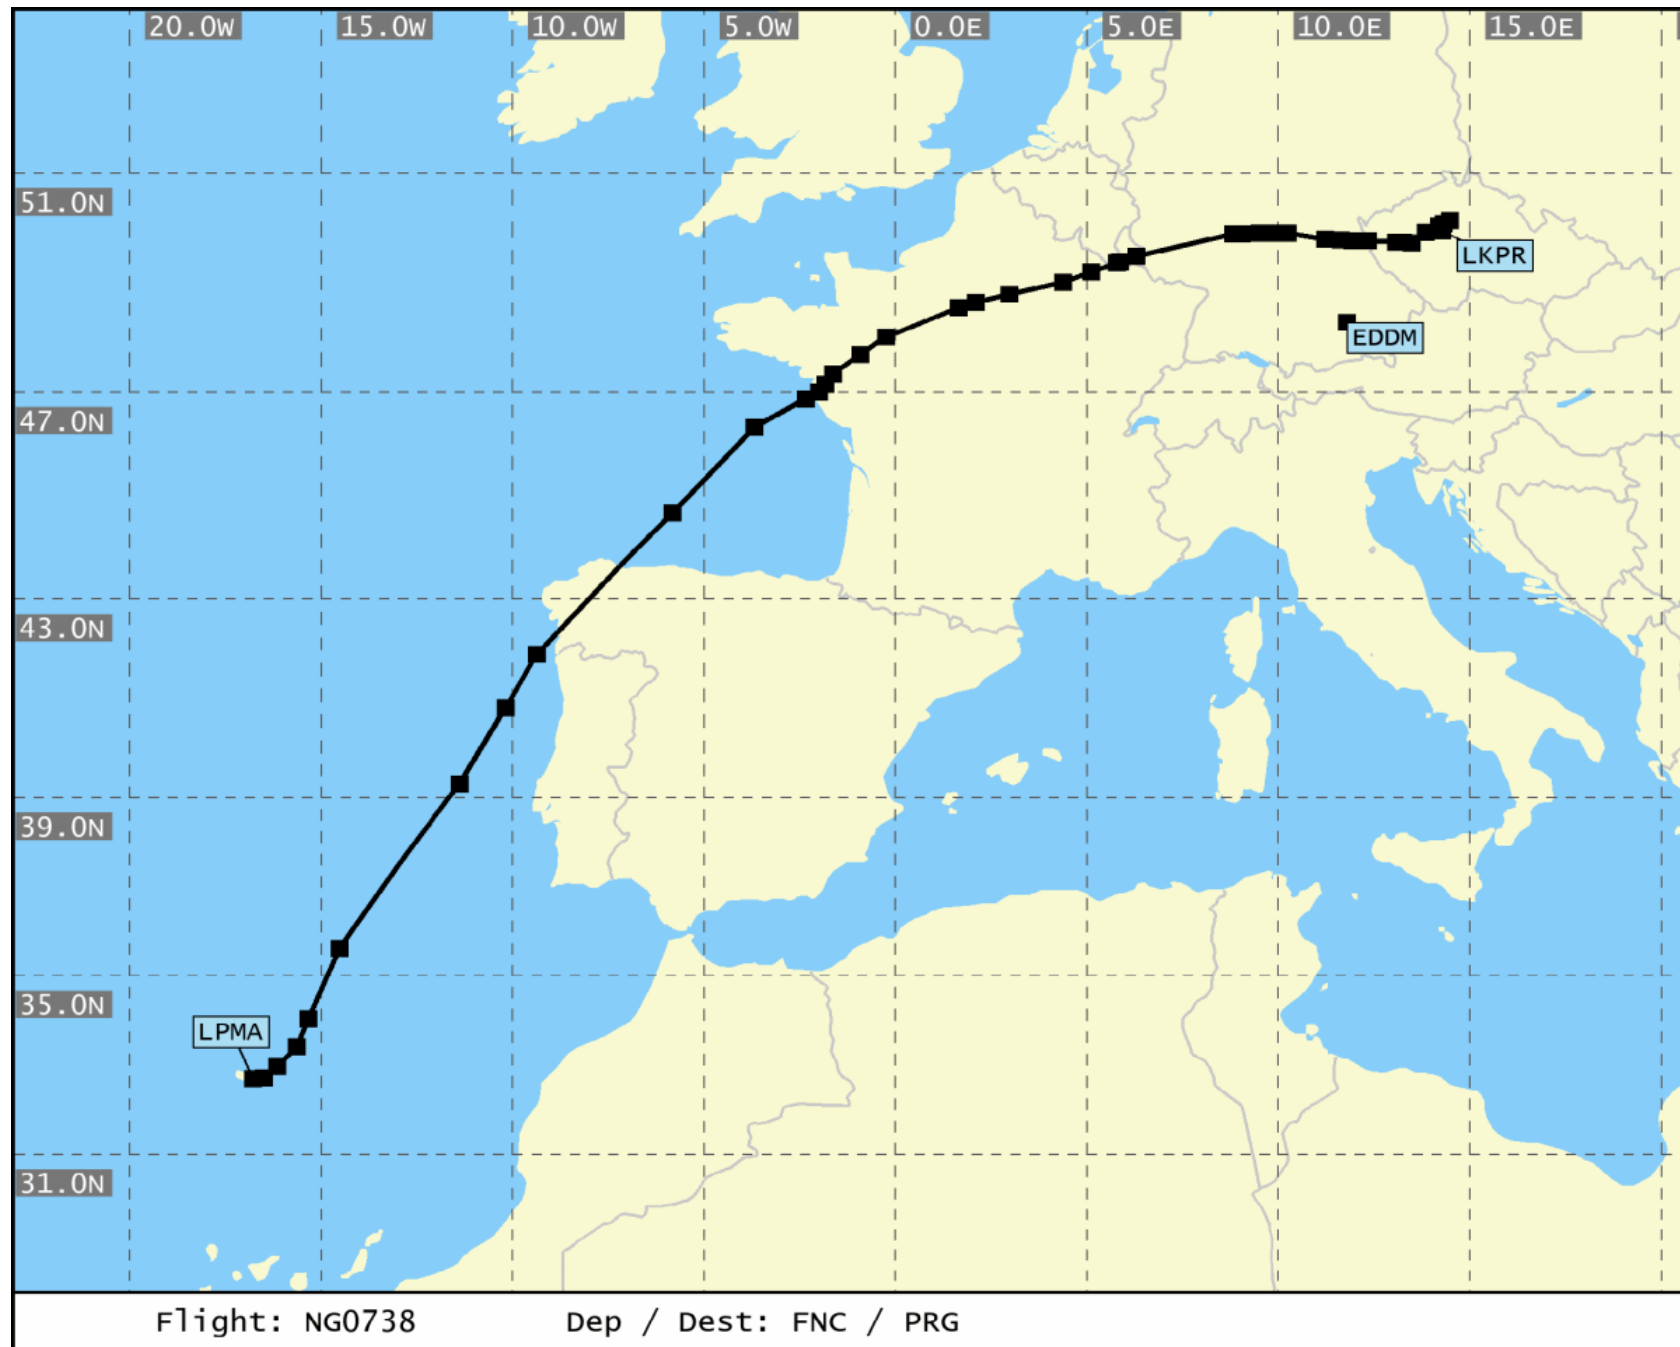 20.0W 15.0W 10.0W 5.0W 0.0E 5.0E 10.0E 15.0E
51.0N
LKPR
EDDM
47.0N
43.0N
39.0N
35.0N
LPMA
31.0N
Flight: NG0738 Dep / Dest: FNC / PRG